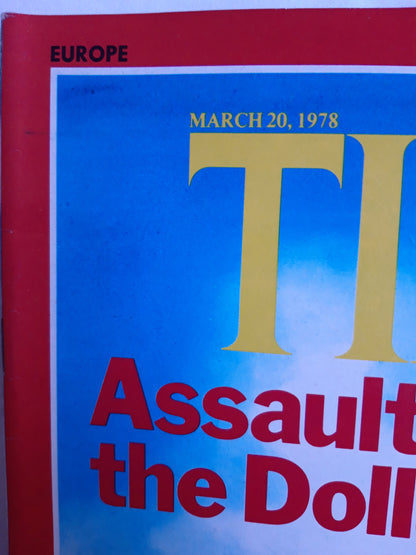 EUROPE
MARCH 20, 1978
TI
Assault
the Doll